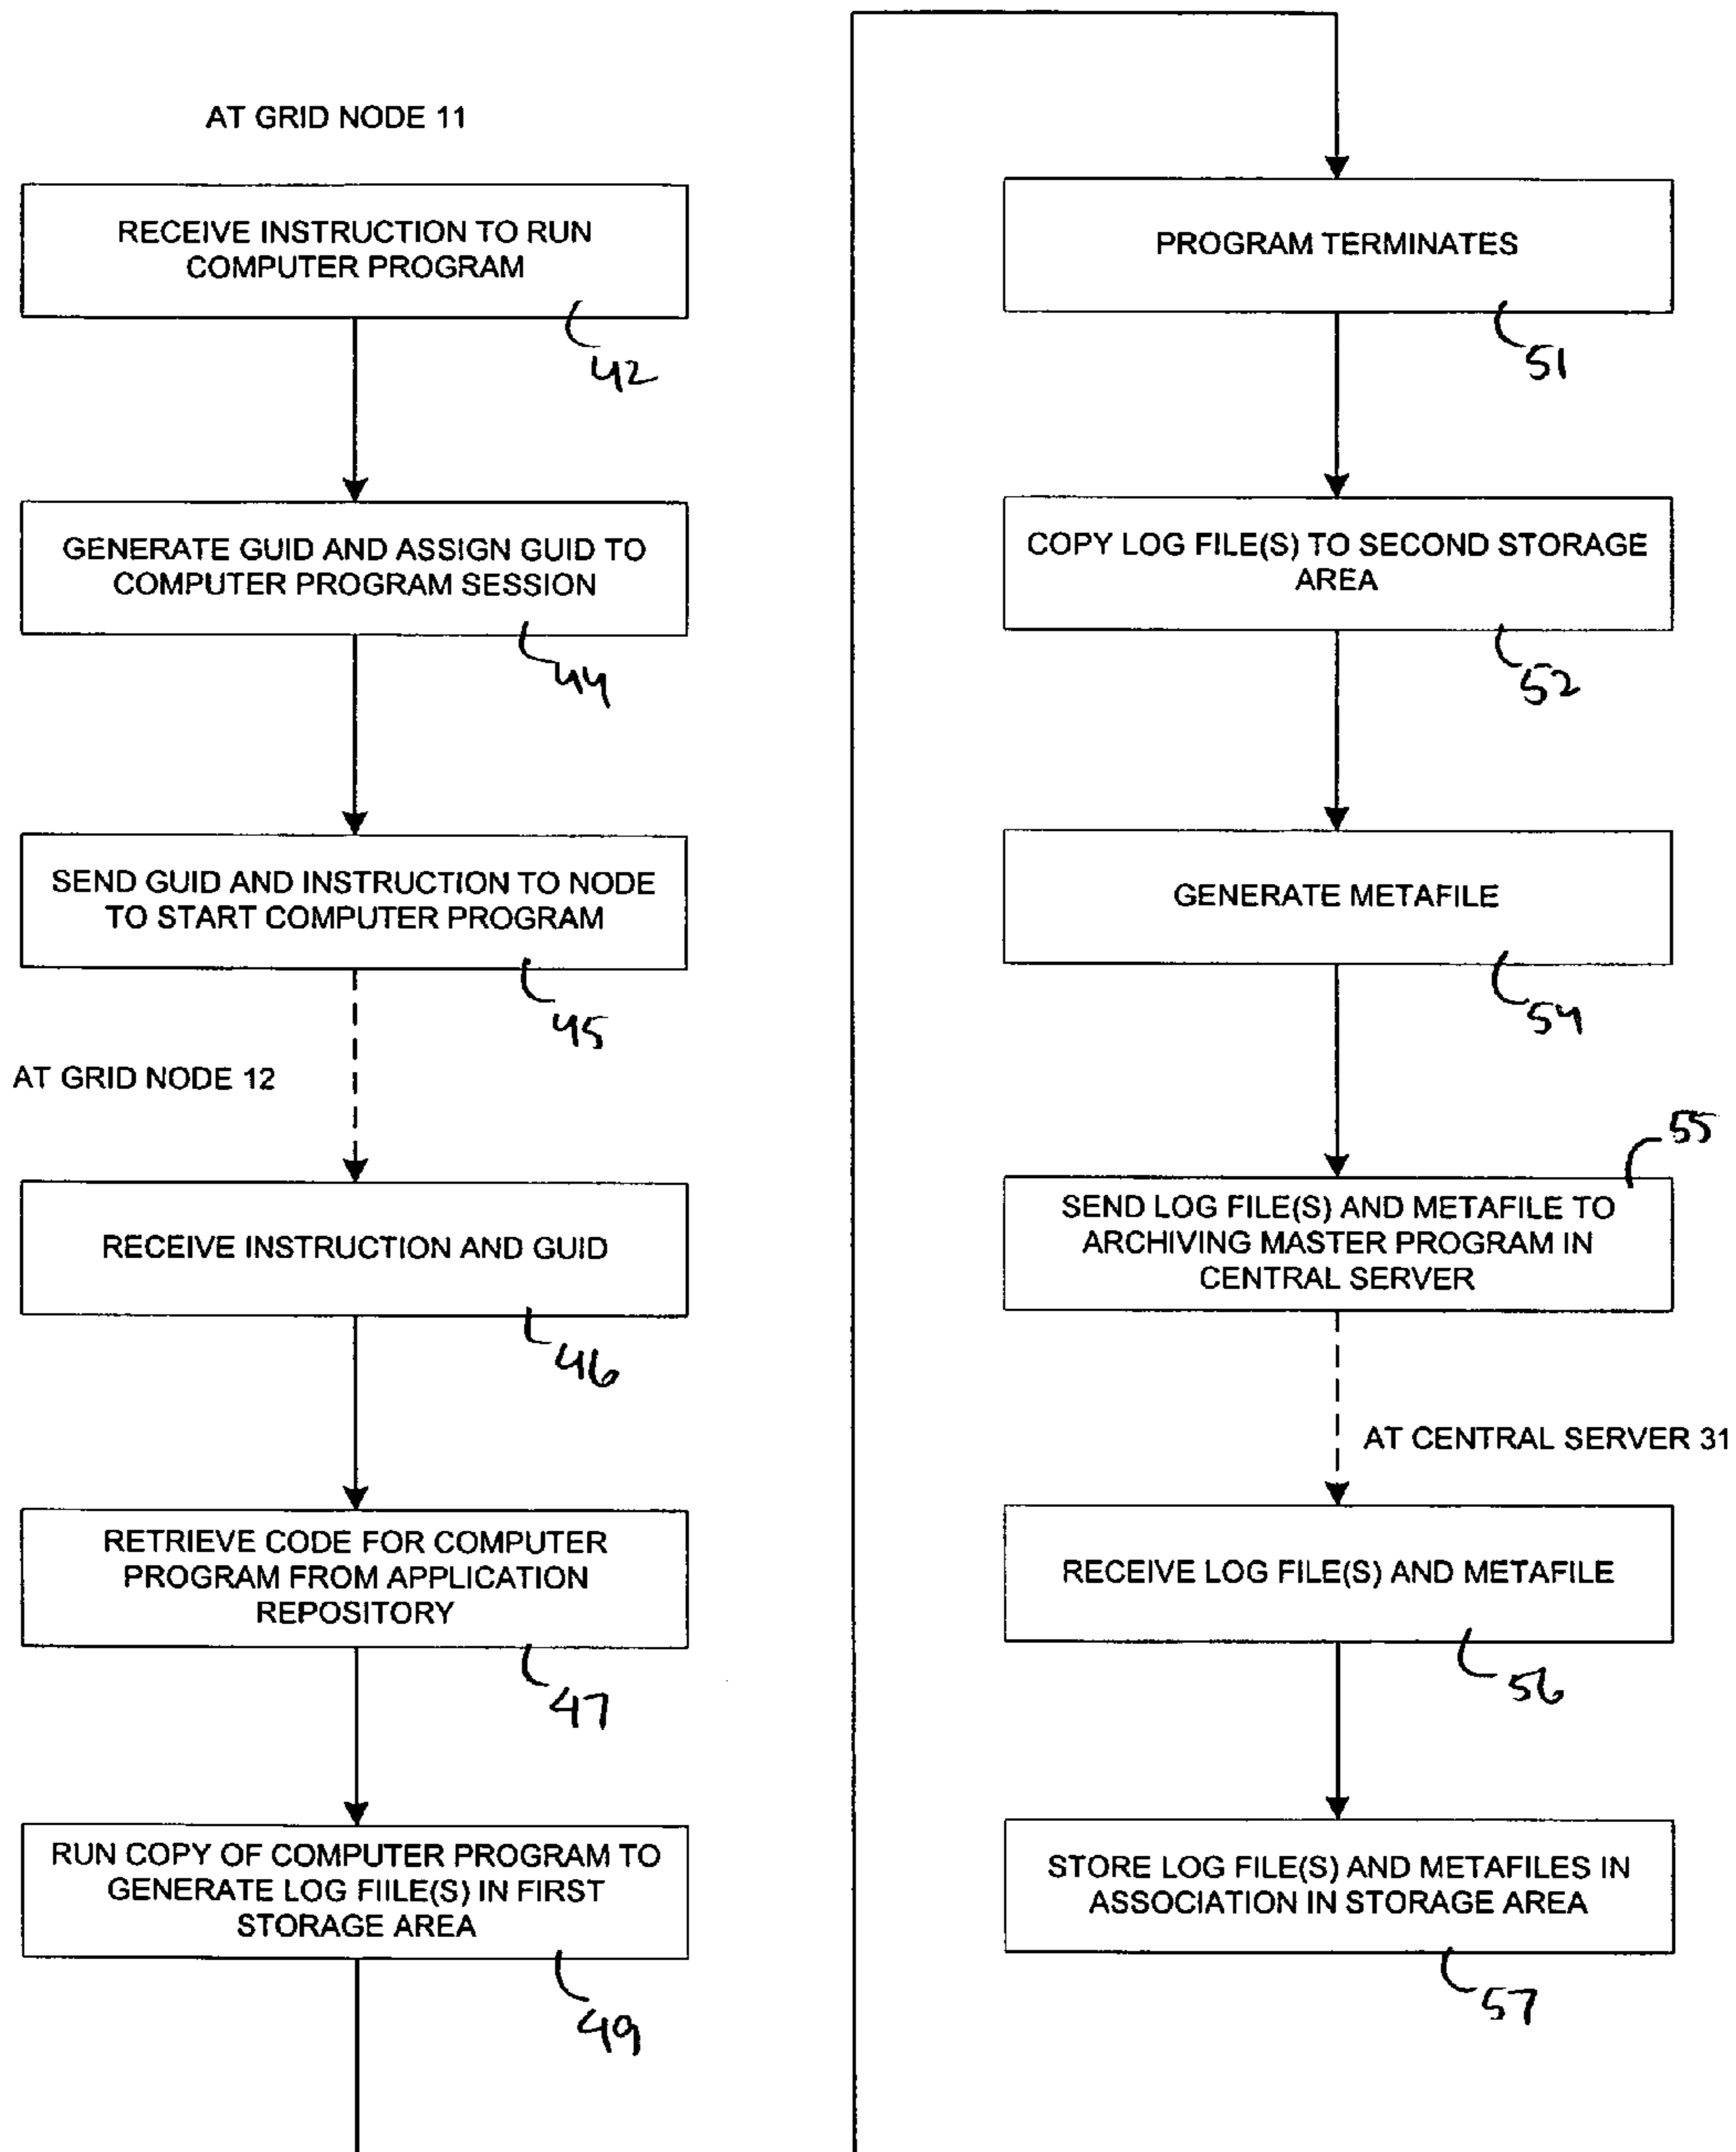 AT GRID NODE 11
RECEIVE INSTRUCTION TO RUN
COMPUTER PROGRAM
42
GENERATE GUID AND ASSIGN GUID TO
COMPUTER PROGRAM SESSION
44
SEND GUID AND INSTRUCTION TO NODE
TO START COMPUTER PROGRAM
45
AT GRID NODE 12
RECEIVE INSTRUCTION AND GUID
46
RETRIEVE CODE FOR COMPUTER
PROGRAM FROM APPLICATION
REPOSITORY
47
RUN COPY OF COMPUTER PROGRAM TO
GENERATE LOG FIILE(S) IN FIRST
STORAGE AREA
49
PROGRAM TERMINATES
51
COPY LOG FILE(S) TO SECOND STORAGE
AREA
52
GENERATE METAFILE
54
55
SEND LOG FILE(S) AND METAFILE TO
ARCHIVING MASTER PROGRAM IN
CENTRAL SERVER
AT CENTRAL SERVER 31
RECEIVE LOG FILE(S) AND METAFILE
56
STORE LOG FILE(S) AND METAFILES IN
ASSOCIATION IN STORAGE AREA
57